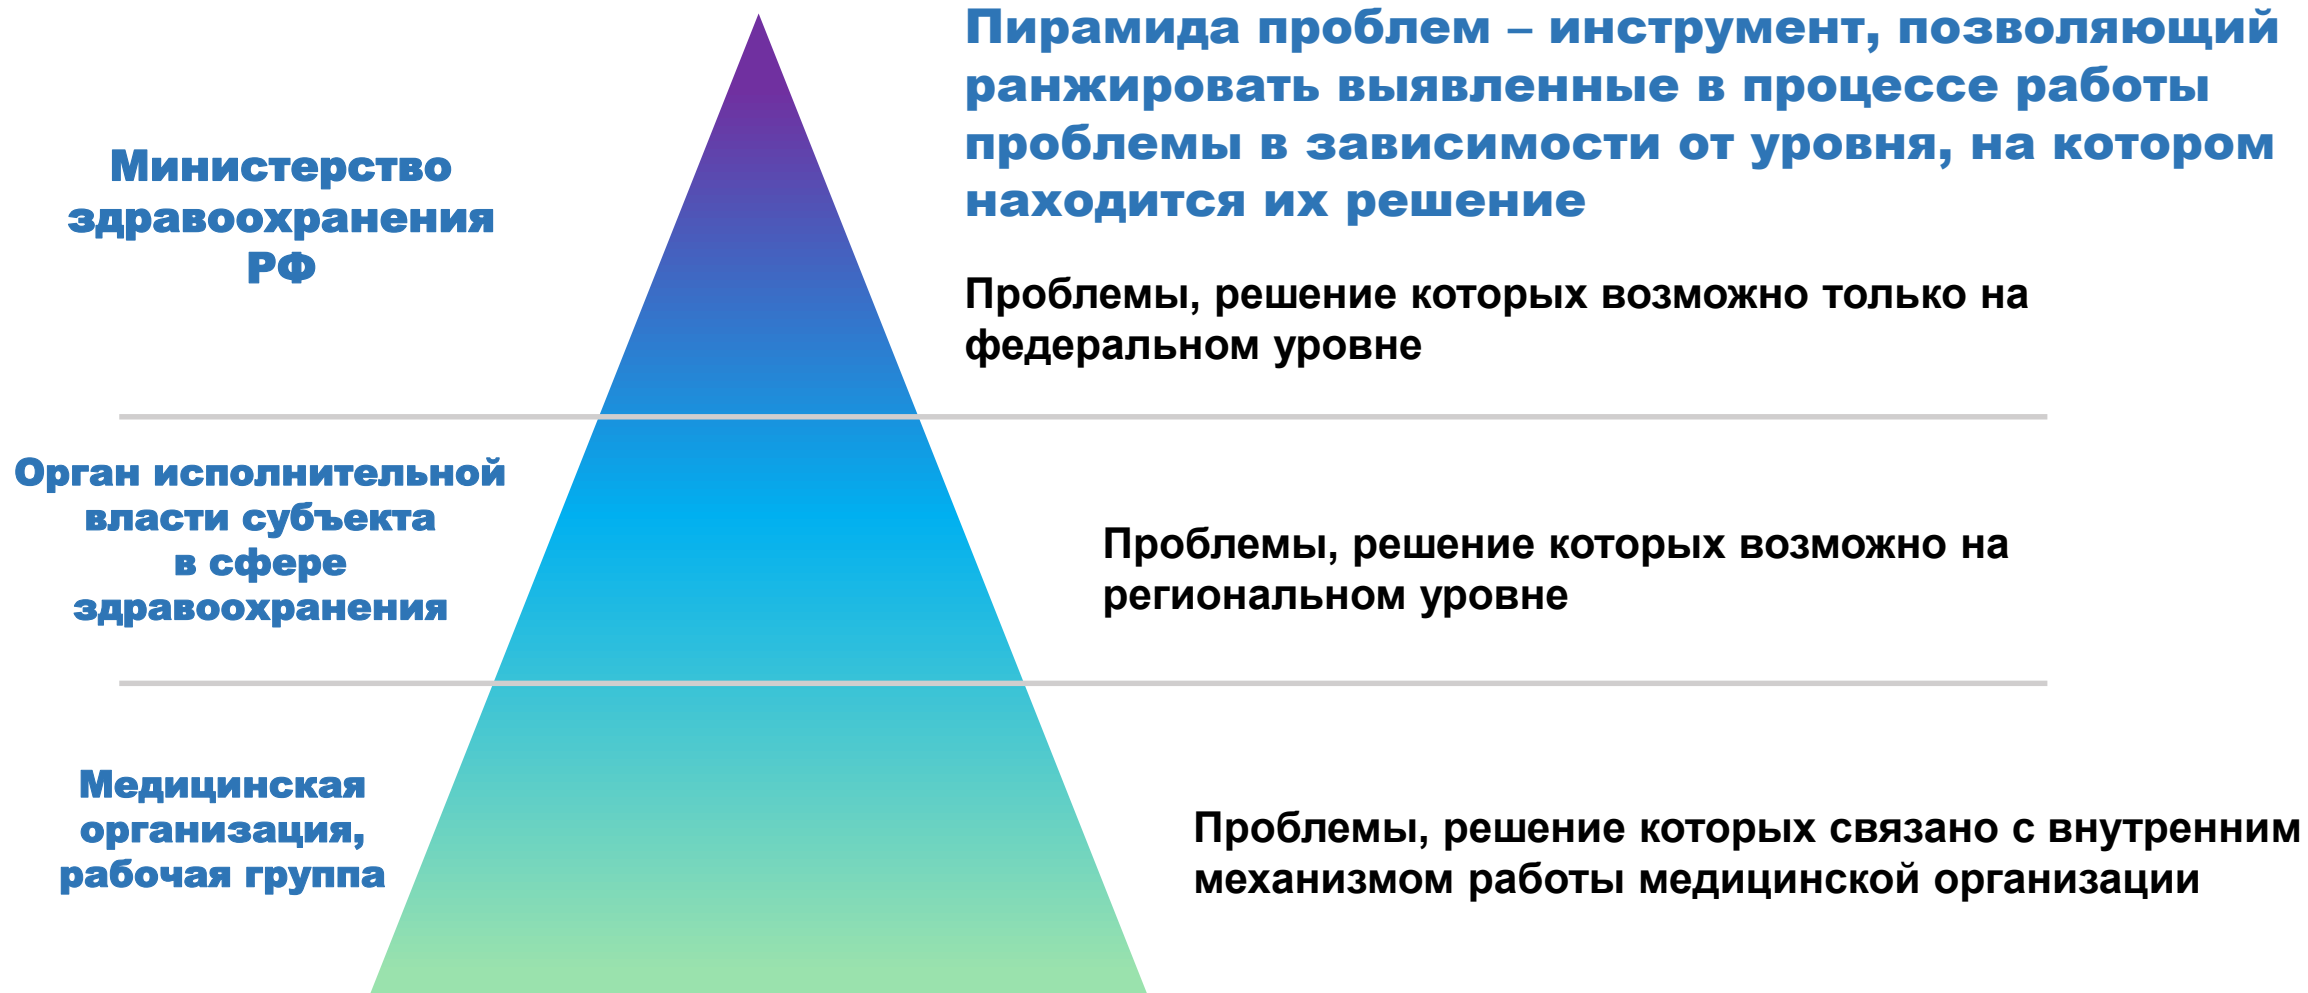 Пирамида проблем – инструмент, позволяющий
ранжировать выявленные в процессе работы
проблемы в зависимости от уровня, на котором
находится их решение
Министерство
здравоохранения
РФ
Проблемы, решение которых возможно только на
федеральном уровне
Орган исполнительной
власти субъекта
в сфере
здравоохранения
Проблемы, решение которых возможно на
региональном уровне
Медицинская
организация,
рабочая группа
Проблемы, решение которых связано с внутренним
механизмом работы медицинской организации